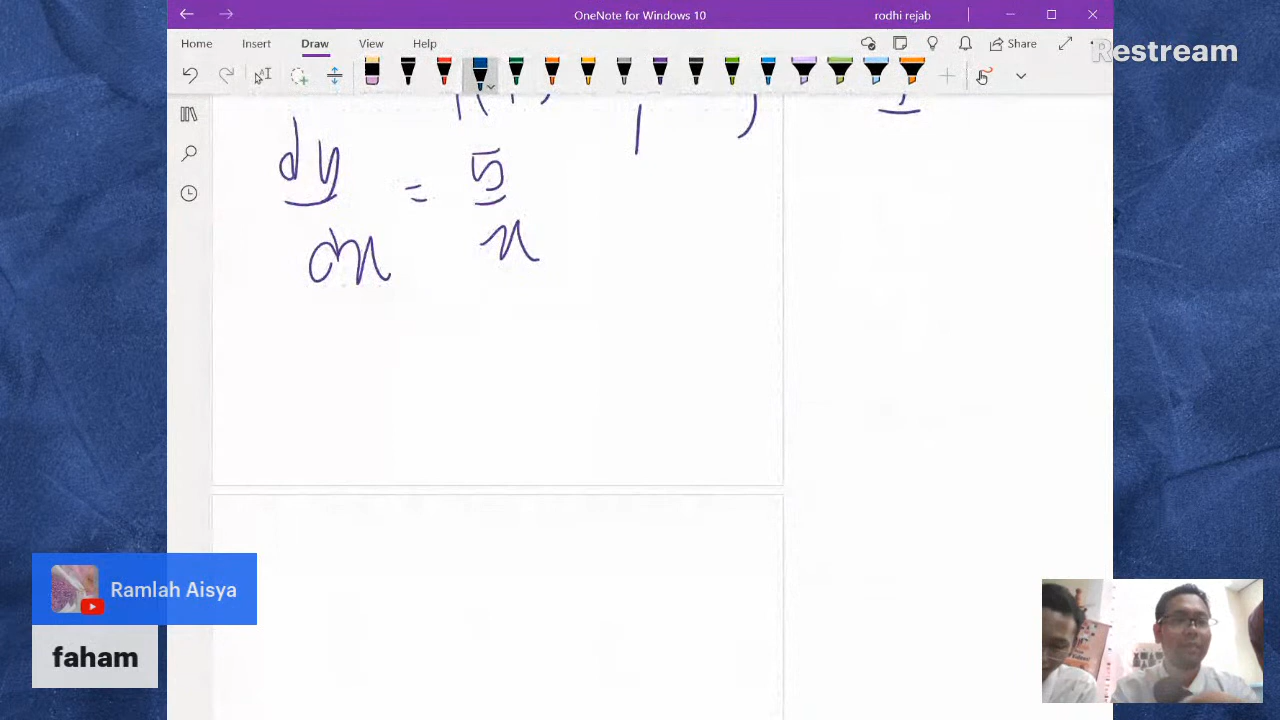 OneNote for Windows 10
rodhi rejab
Home Insert Draw View Help
Share
Restream
dy = 5
dx x
Ramlah Aisya
faham